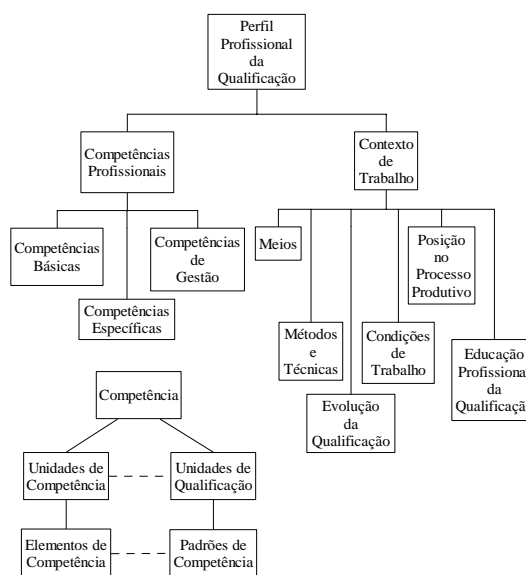 Perfil
Profissional
da
Qualificação
Competências
Profissionais
Contexto
de
Trabalho
Competências
Básicas
Competências
Específicas
Competências
de
Gestão
Meios
Métodos
e
Técnicas
Evolução
da
Qualificação
Condições
de
Trabalho
Posição
no
Processo
Produtivo
Educação
Profissional
da
Qualificação
Competência
Unidades de
Competência
Unidades de
Qualificação
Elementos de
Competência
Padrões de
Competência